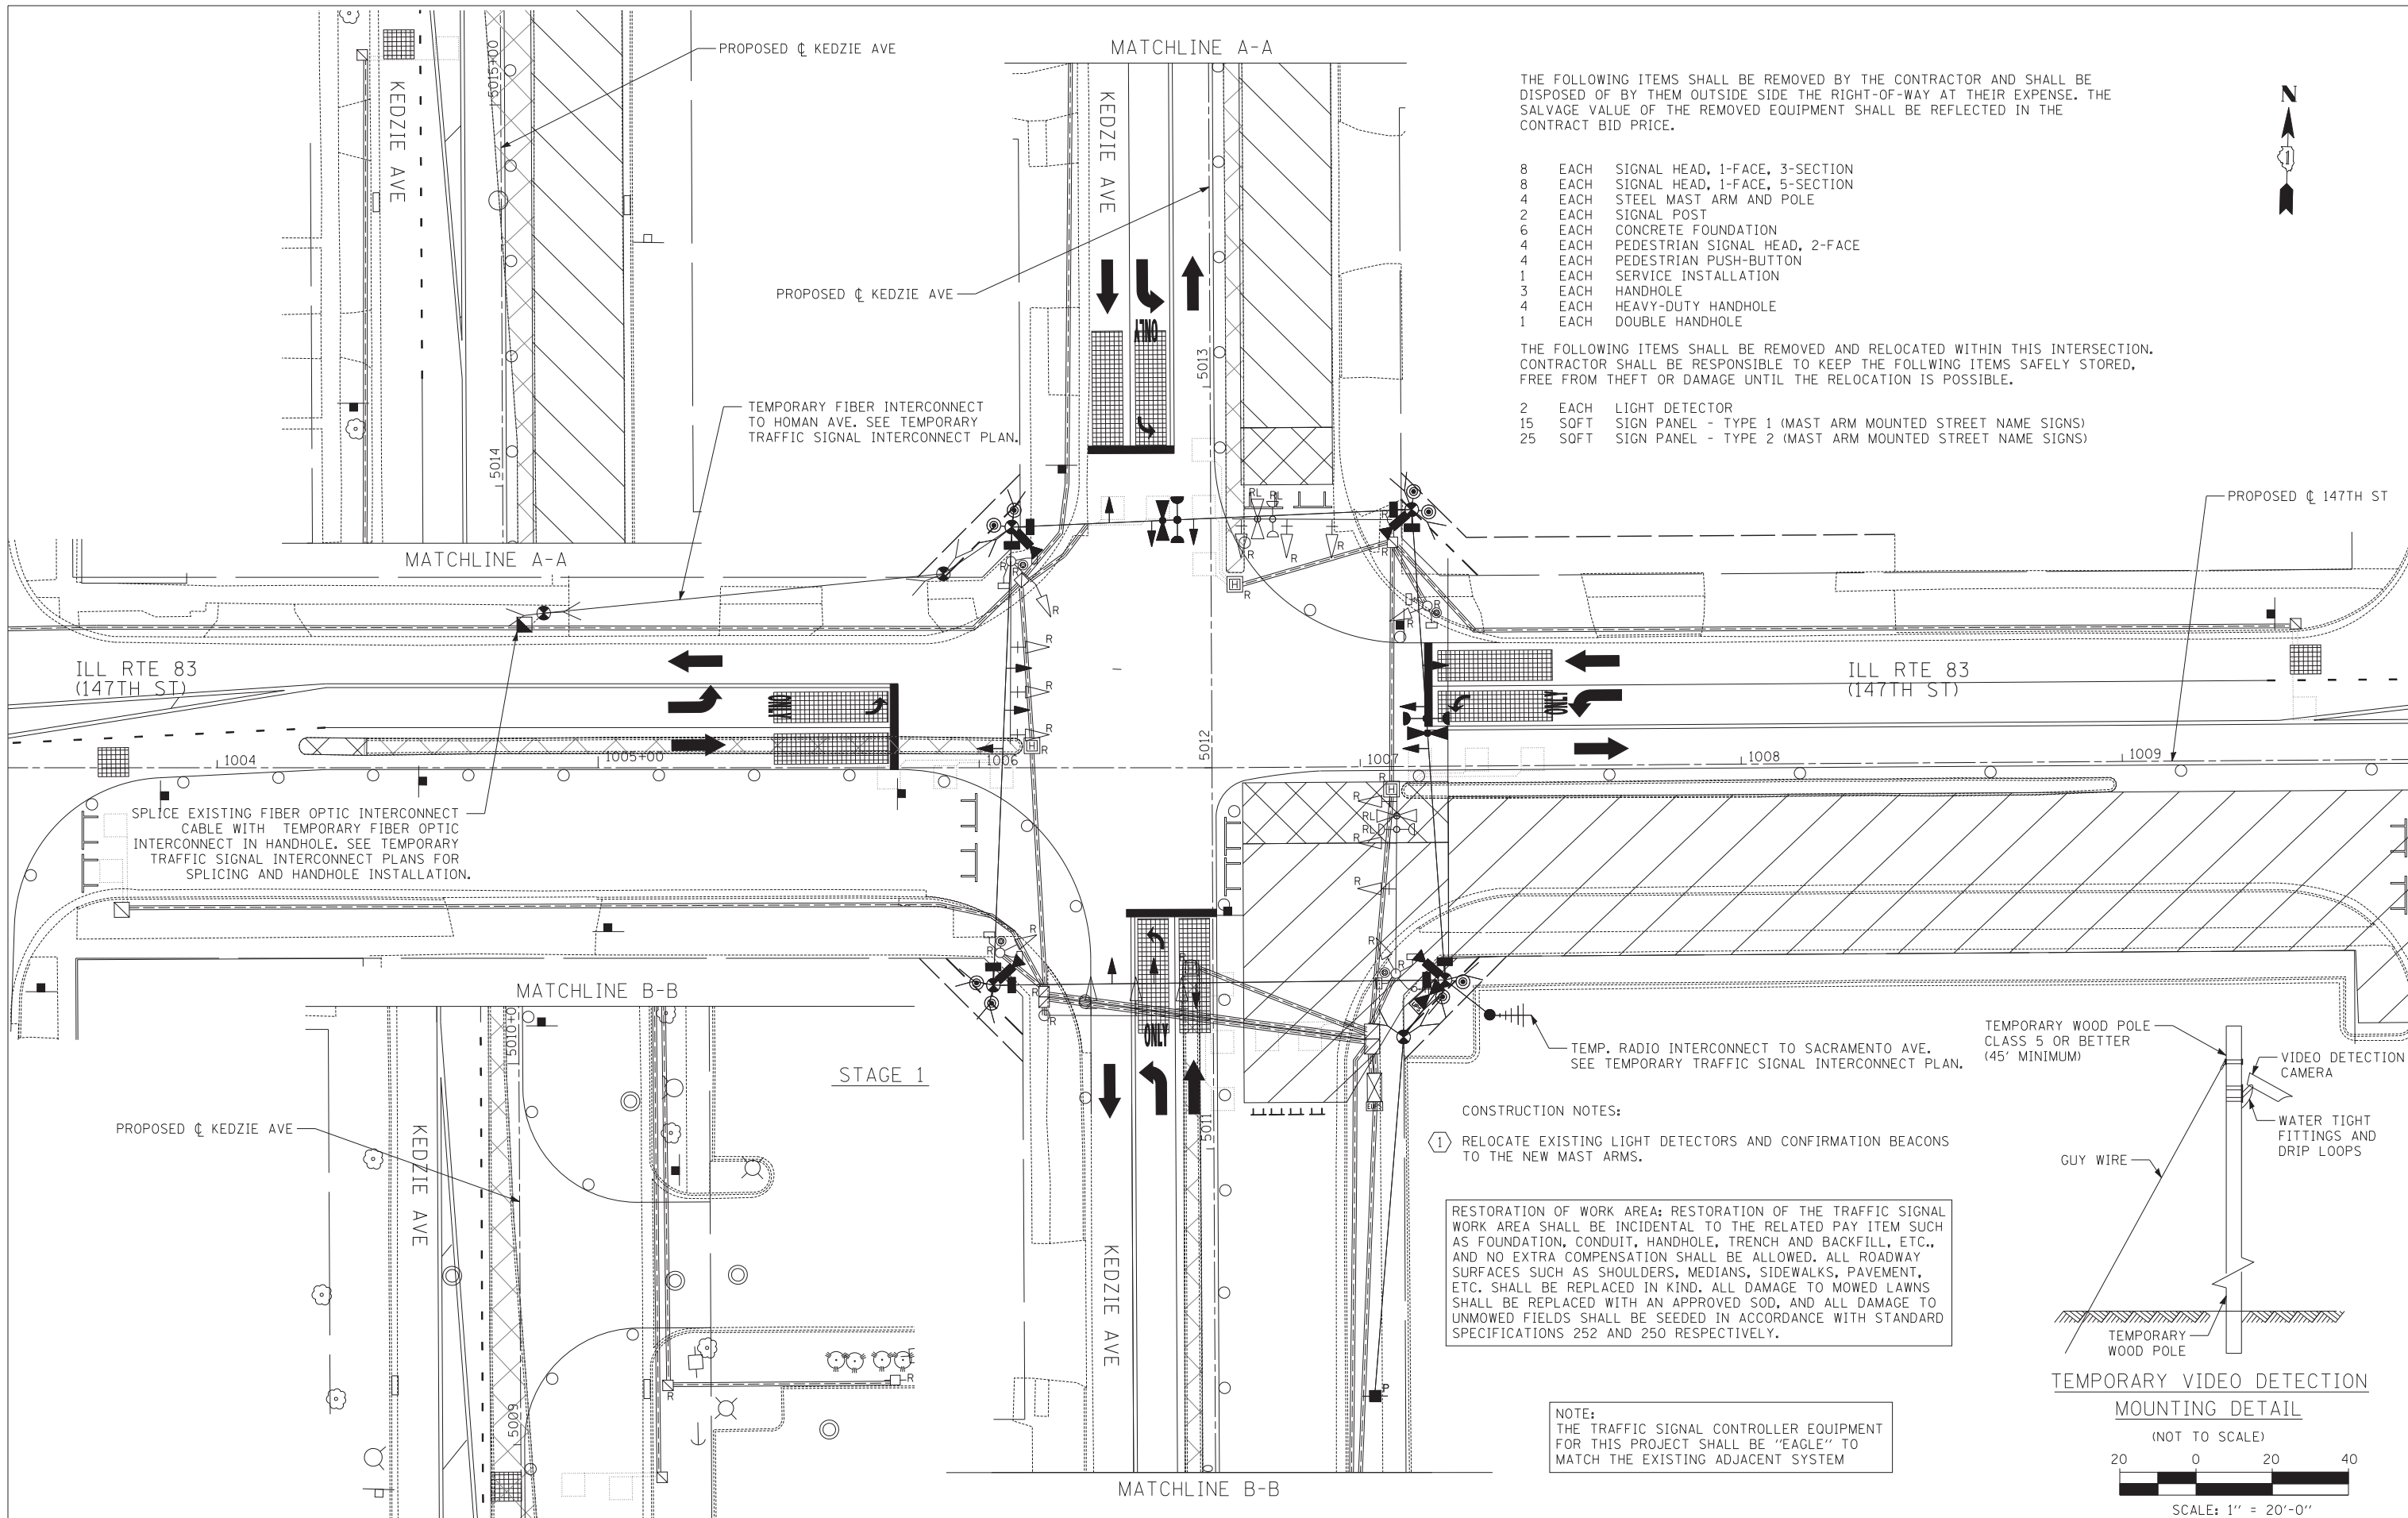 PROPOSED ℄ KEDZIE AVE
KEDZIE AVE
5015+00
5014
MATCHLINE A-A
MATCHLINE A-A
KEDZIE AVE
PROPOSED ℄ KEDZIE AVE
ONLY
5013
TEMPORARY FIBER INTERCONNECT
TO HOMAN AVE. SEE TEMPORARY
TRAFFIC SIGNAL INTERCONNECT PLAN.
THE FOLLOWING ITEMS SHALL BE REMOVED BY THE CONTRACTOR AND SHALL BE
DISPOSED OF BY THEM OUTSIDE SIDE THE RIGHT-OF-WAY AT THEIR EXPENSE. THE
SALVAGE VALUE OF THE REMOVED EQUIPMENT SHALL BE REFLECTED IN THE
CONTRACT BID PRICE.
8 EACH SIGNAL HEAD, 1-FACE, 3-SECTION
8 EACH SIGNAL HEAD, 1-FACE, 5-SECTION
4 EACH STEEL MAST ARM AND POLE
2 EACH SIGNAL POST
6 EACH CONCRETE FOUNDATION
4 EACH PEDESTRIAN SIGNAL HEAD, 2-FACE
4 EACH PEDESTRIAN PUSH-BUTTON
1 EACH SERVICE INSTALLATION
3 EACH HANDHOLE
4 EACH HEAVY-DUTY HANDHOLE
1 EACH DOUBLE HANDHOLE
THE FOLLOWING ITEMS SHALL BE REMOVED AND RELOCATED WITHIN THIS INTERSECTION.
CONTRACTOR SHALL BE RESPONSIBLE TO KEEP THE FOLLWING ITEMS SAFELY STORED,
FREE FROM THEFT OR DAMAGE UNTIL THE RELOCATION IS POSSIBLE.
2 EACH LIGHT DETECTOR
15 SQFT SIGN PANEL - TYPE 1 (MAST ARM MOUNTED STREET NAME SIGNS)
25 SQFT SIGN PANEL - TYPE 2 (MAST ARM MOUNTED STREET NAME SIGNS)
N
1
PROPOSED ℄ 147TH ST
RL RL
R R R
ILL RTE 83
(147TH ST)
ONLY
1004
1005+00
1006
5012
1007
1008
1009
ILL RTE 83
(147TH ST)
ONLY
SPLICE EXISTING FIBER OPTIC INTERCONNECT
CABLE WITH TEMPORARY FIBER OPTIC
INTERCONNECT IN HANDHOLE. SEE TEMPORARY
TRAFFIC SIGNAL INTERCONNECT PLANS FOR
SPLICING AND HANDHOLE INSTALLATION.
H
R
RL
RL
R
MATCHLINE B-B
5010+0
KEDZIE AVE
PROPOSED ℄ KEDZIE AVE
5009
R
R
STAGE 1
ONLY
5011
KEDZIE AVE
EUPS
P
MATCHLINE B-B
TEMP. RADIO INTERCONNECT TO SACRAMENTO AVE.
SEE TEMPORARY TRAFFIC SIGNAL INTERCONNECT PLAN.
CONSTRUCTION NOTES:
1 RELOCATE EXISTING LIGHT DETECTORS AND CONFIRMATION BEACONS
TO THE NEW MAST ARMS.
RESTORATION OF WORK AREA: RESTORATION OF THE TRAFFIC SIGNAL
WORK AREA SHALL BE INCIDENTAL TO THE RELATED PAY ITEM SUCH
AS FOUNDATION, CONDUIT, HANDHOLE, TRENCH AND BACKFILL, ETC.,
AND NO EXTRA COMPENSATION SHALL BE ALLOWED. ALL ROADWAY
SURFACES SUCH AS SHOULDERS, MEDIANS, SIDEWALKS, PAVEMENT,
ETC. SHALL BE REPLACED IN KIND. ALL DAMAGE TO MOWED LAWNS
SHALL BE REPLACED WITH AN APPROVED SOD, AND ALL DAMAGE TO
UNMOWED FIELDS SHALL BE SEEDED IN ACCORDANCE WITH STANDARD
SPECIFICATIONS 252 AND 250 RESPECTIVELY.
NOTE:
THE TRAFFIC SIGNAL CONTROLLER EQUIPMENT
FOR THIS PROJECT SHALL BE "EAGLE" TO
MATCH THE EXISTING ADJACENT SYSTEM
TEMPORARY WOOD POLE
CLASS 5 OR BETTER
(45' MINIMUM)
VIDEO DETECTION
CAMERA
WATER TIGHT
FITTINGS AND
DRIP LOOPS
GUY WIRE
TEMPORARY
WOOD POLE
TEMPORARY VIDEO DETECTION
MOUNTING DETAIL
(NOT TO SCALE)
20 0 20 40
SCALE: 1" = 20'-0"